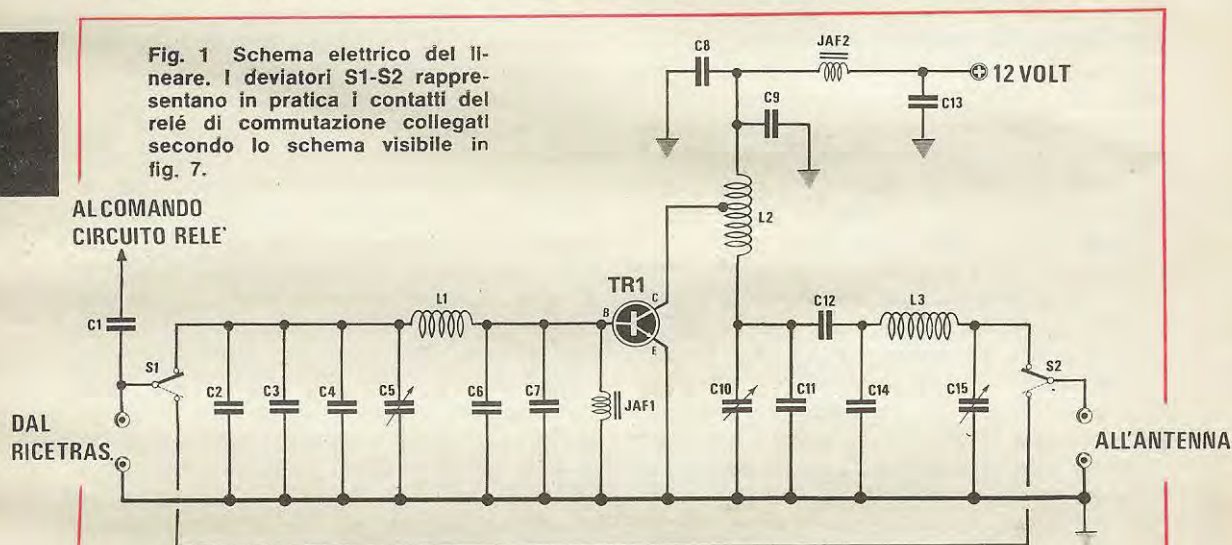 Fig. 1 Schema elettrico del li-
neare. I deviatori S1-S2 rappre-
sentano in pratica i contatti del
relé di commutazione collegati
secondo lo schema visibile in
fig. 7.
C8
JAF2
12 VOLT
C9
C13
AL COMANDO
CIRCUITO RELE'
L2
TR1
C
B
E
L1
C12
L3
C1
S1
S2
C2
C3
C4
C5
C6
C7
JAF1
C10
C11
C14
C15
DAL
RICETRAS.
ALL'ANTENNA